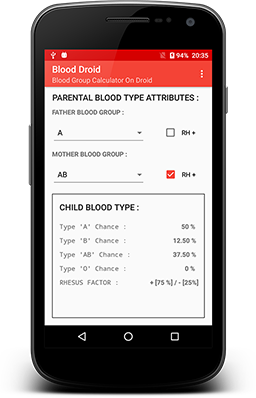 94% 20:35
Blood Droid
Blood Group Calculator On Droid
PARENTAL BLOOD TYPE ATTRIBUTES :
FATHER BLOOD GROUP :
A RH +
MOTHER BLOOD GROUP :
AB RH +
CHILD BLOOD TYPE :
Type 'A' Chance : 50 %
Type 'B' Chance : 12.50 %
Type 'AB' Chance : 37.50 %
Type 'O' Chance : 0 %
RHESUS FACTOR : + [75 %] / - [25%]